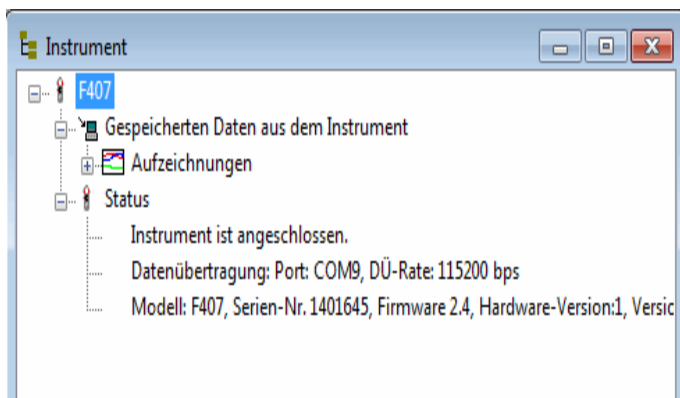 Instrument
F407
Gespeicherten Daten aus dem Instrument
Aufzeichnungen
Status
Instrument ist angeschlossen.
Datenübertragung: Port: COM9, DÜ-Rate: 115200 bps
Modell: F407, Serien-Nr. 1401645, Firmware 2.4, Hardware-Version:1, Versic